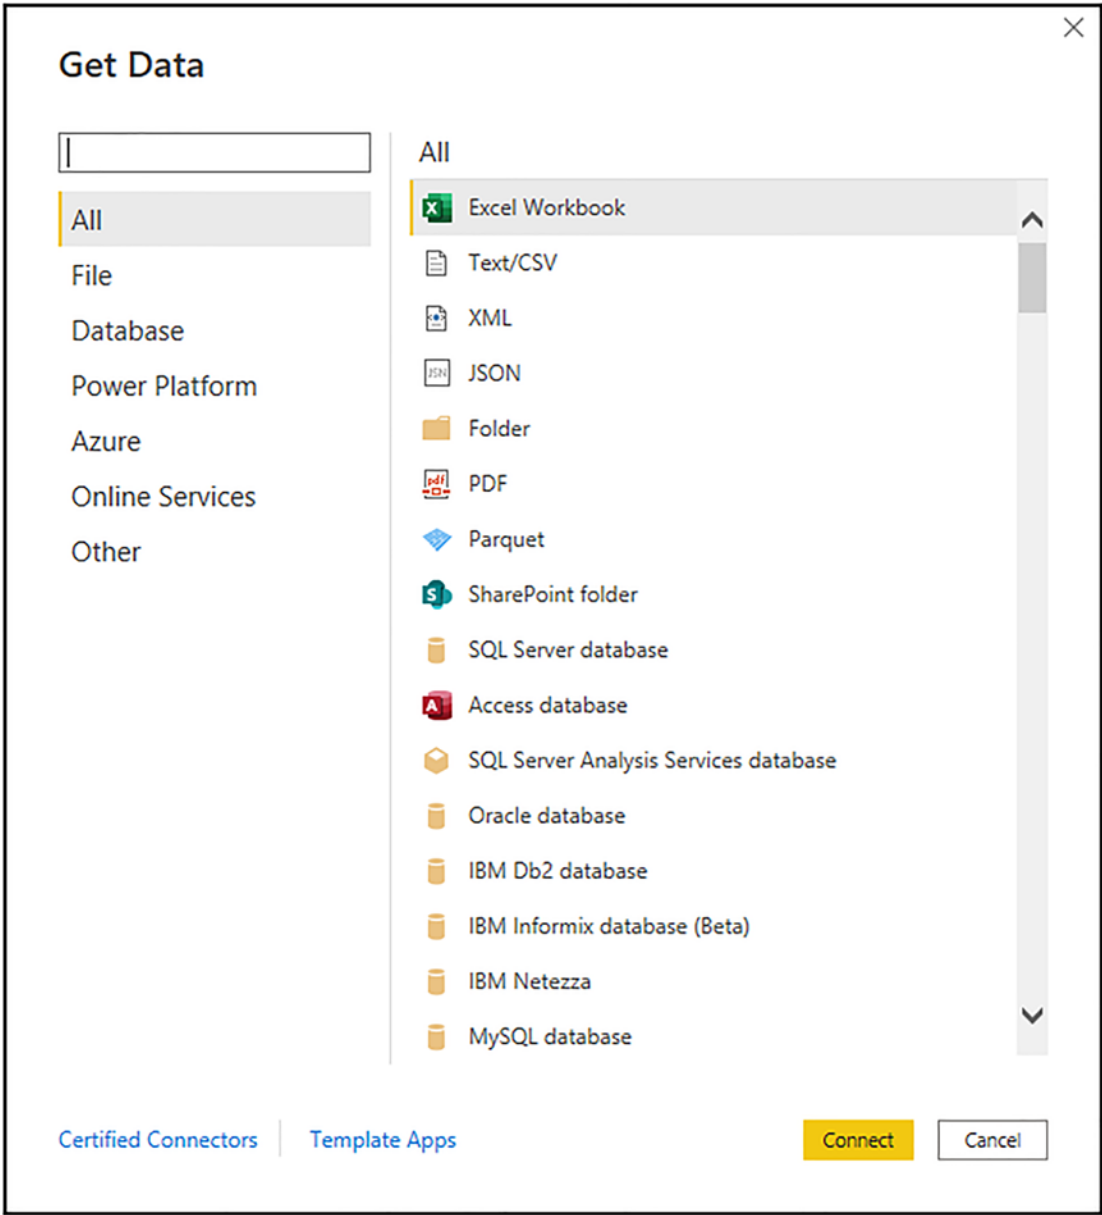 Get Data
All
File
Database
Power Platform
Azure
Online Services
Other
All
Excel Workbook
Text/CSV
XML
JSN JSON
Folder
pdf PDF
Parquet
S SharePoint folder
SQL Server database
A Access database
SQL Server Analysis Services database
Oracle database
IBM Db2 database
IBM Informix database (Beta)
IBM Netezza
MySQL database
Certified Connectors
Template Apps
Connect
Cancel